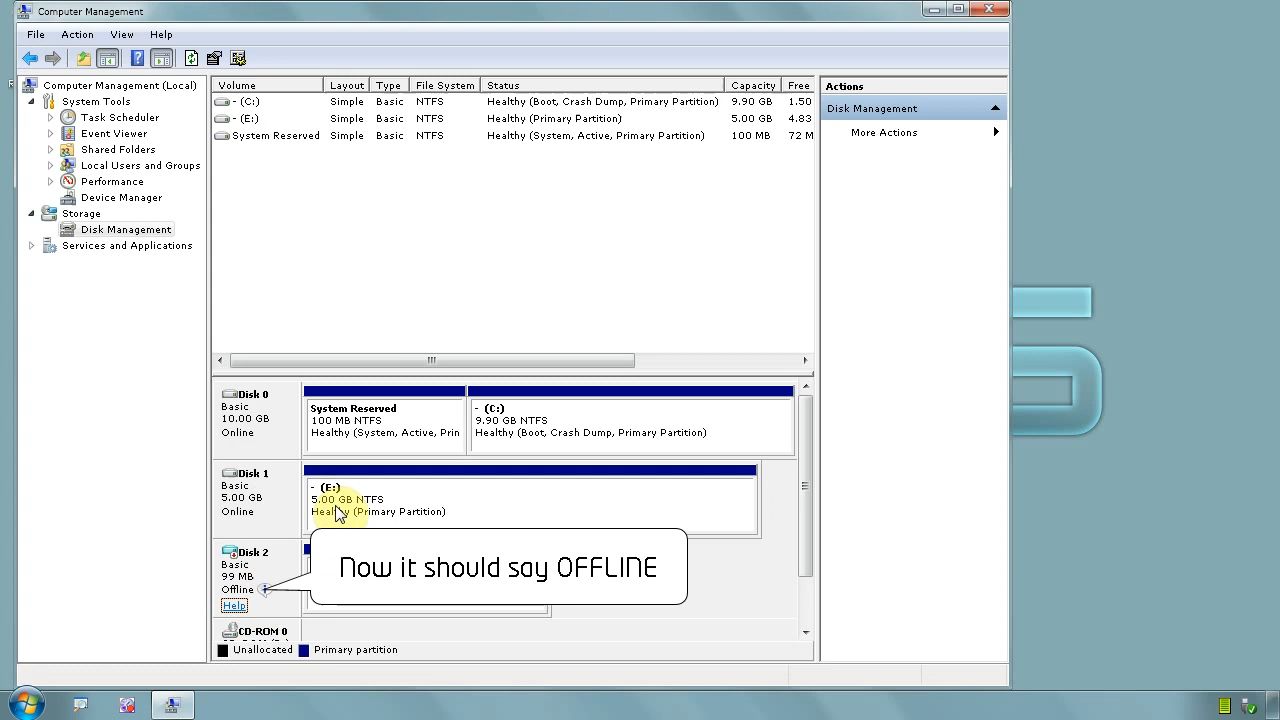 Computer Management
File Action View Help
Computer Management (Local)
System Tools
Task Scheduler
Event Viewer
Shared Folders
Local Users and Groups
Performance
Device Manager
Storage
Disk Management
Services and Applications
Volume Layout Type File System Status Capacity Free
- (C:) Simple Basic NTFS Healthy (Boot, Crash Dump, Primary Partition) 9.90 GB 1.50
- (E:) Simple Basic NTFS Healthy (Primary Partition) 5.00 GB 4.83
System Reserved Simple Basic NTFS Healthy (System, Active, Primary Partition) 100 MB 72 M
Actions
Disk Management
More Actions
Disk 0
Basic
10.00 GB
Online
System Reserved
100 MB NTFS
Healthy (System, Active, Prin
- (C:)
9.90 GB NTFS
Healthy (Boot, Crash Dump, Primary Partition)
Disk 1
Basic
5.00 GB
Online
- (E:)
5.00 GB NTFS
Healthy (Primary Partition)
Disk 2
Basic
99 MB
Offline
Help
Now it should say OFFLINE
CD-ROM 0
Unallocated Primary partition